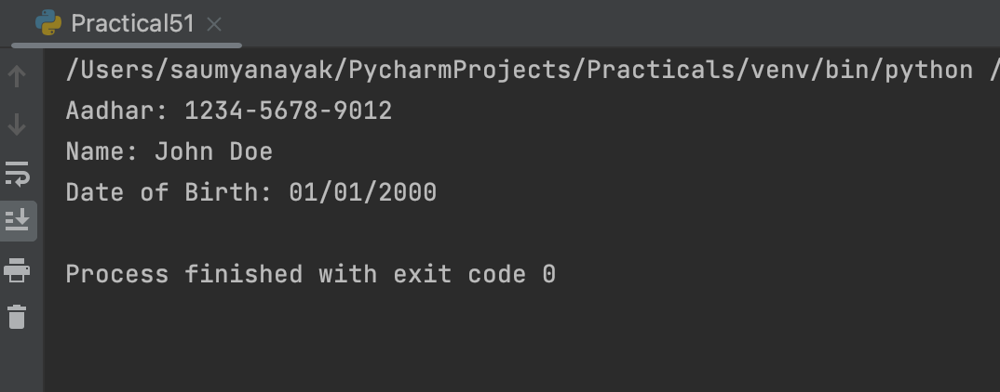 Practical51
/Users/saumyanayak/PycharmProjects/Practicals/venv/bin/python /
Aadhar: 1234-5678-9012
Name: John Doe
Date of Birth: 01/01/2000
Process finished with exit code 0